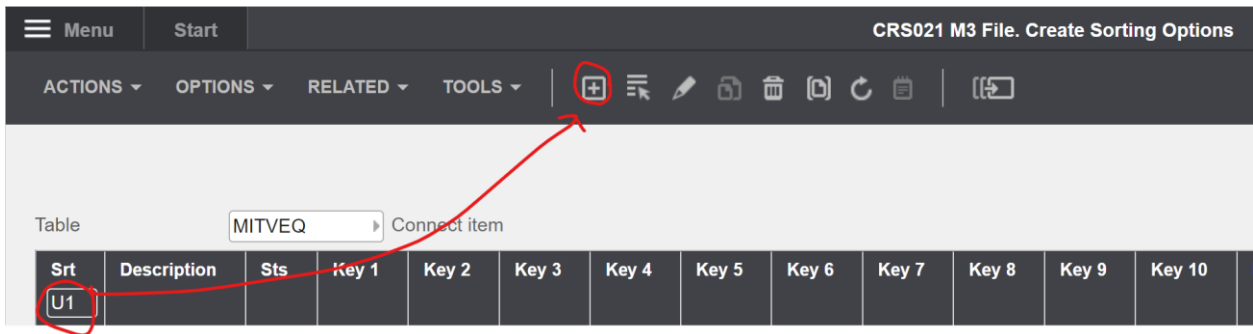 Menu Start CRS021 M3 File. Create Sorting Options
ACTIONS OPTIONS RELATED TOOLS
Table MITVEQ Connect item
Srt Description Sts Key 1 Key 2 Key 3 Key 4 Key 5 Key 6 Key 7 Key 8 Key 9 Key 10
U1